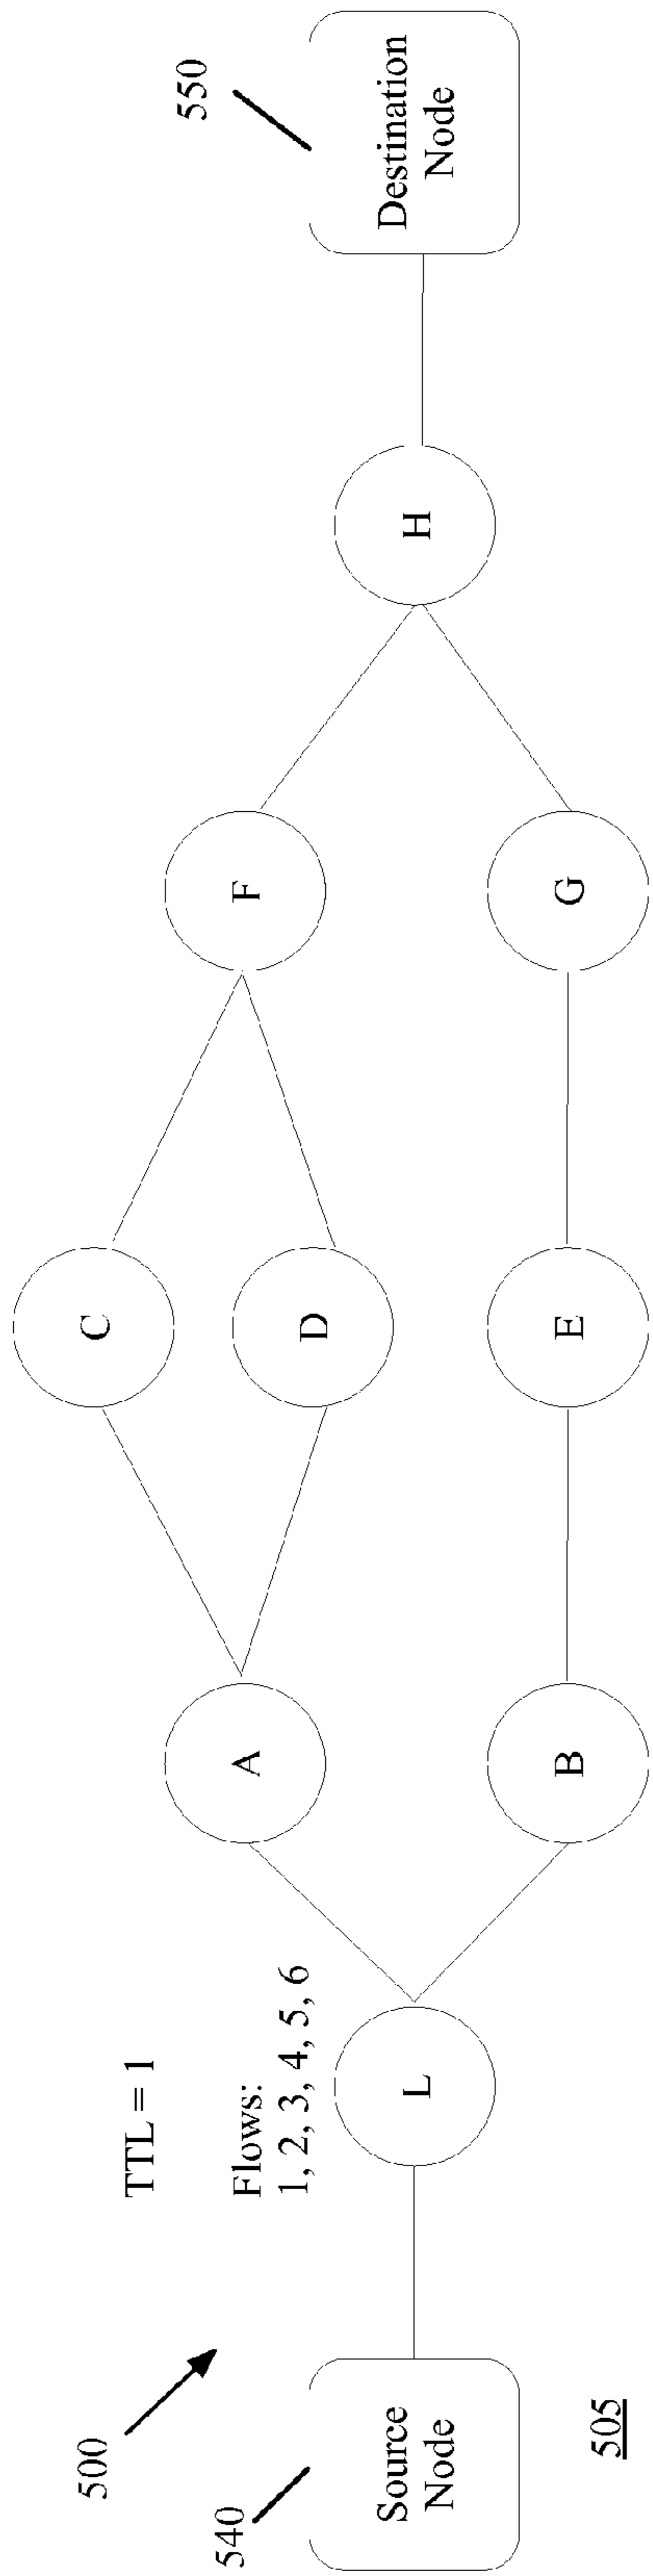 500
540
Source
Node
505
TTL = 1
Flows:
1, 2, 3, 4, 5, 6
L
A
B
C
D
E
F
G
H
550
Destination
Node